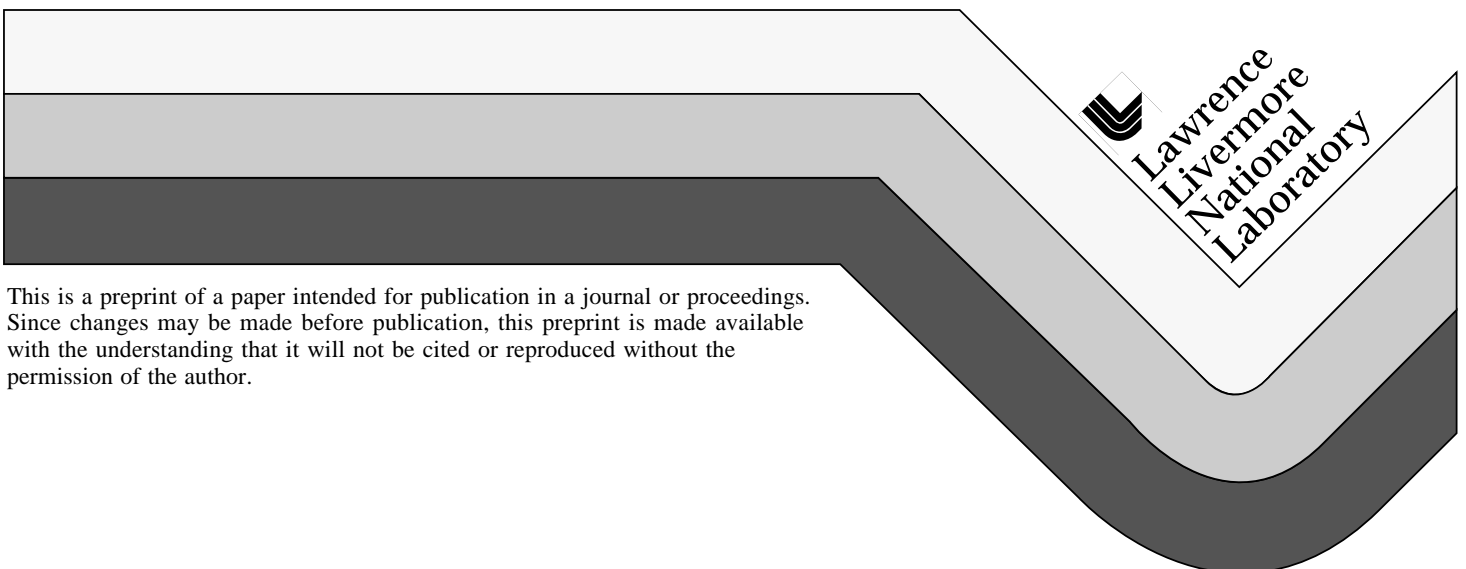 Lawrence
Livermore
National
Laboratory
This is a preprint of a paper intended for publication in a journal or proceedings.
Since changes may be made before publication, this preprint is made available
with the understanding that it will not be cited or reproduced without the
permission of the author.